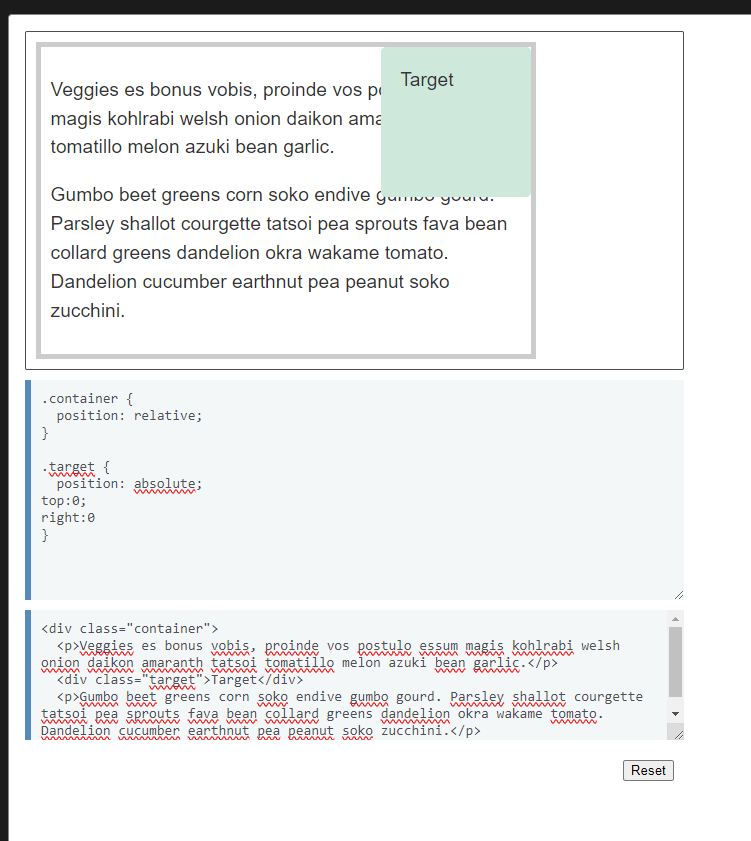 Veggies es bonus vobis, proinde vos po
magis kohlrabi welsh onion daikon ama
tomatillo melon azuki bean garlic.
Target
Gumbo beet greens corn soko endive gumbo gourd.
Parsley shallot courgette tatsoi pea sprouts fava bean
collard greens dandelion okra wakame tomato.
Dandelion cucumber earthnut pea peanut soko
zucchini.
.container {
  position: relative;
}
.target {
  position: absolute;
top:0;
right:0
}
<div class="container">
  <p>Veggies es bonus vobis, proinde vos postulo essum magis kohlrabi welsh
onion daikon amaranth tatsoi tomatillo melon azuki bean garlic.</p>
  <div class="target">Target</div>
  <p>Gumbo beet greens corn soko endive gumbo gourd. Parsley shallot courgette
tatsoi pea sprouts fava bean collard greens dandelion okra wakame tomato.
Dandelion cucumber earthnut pea peanut soko zucchini.</p>
Reset